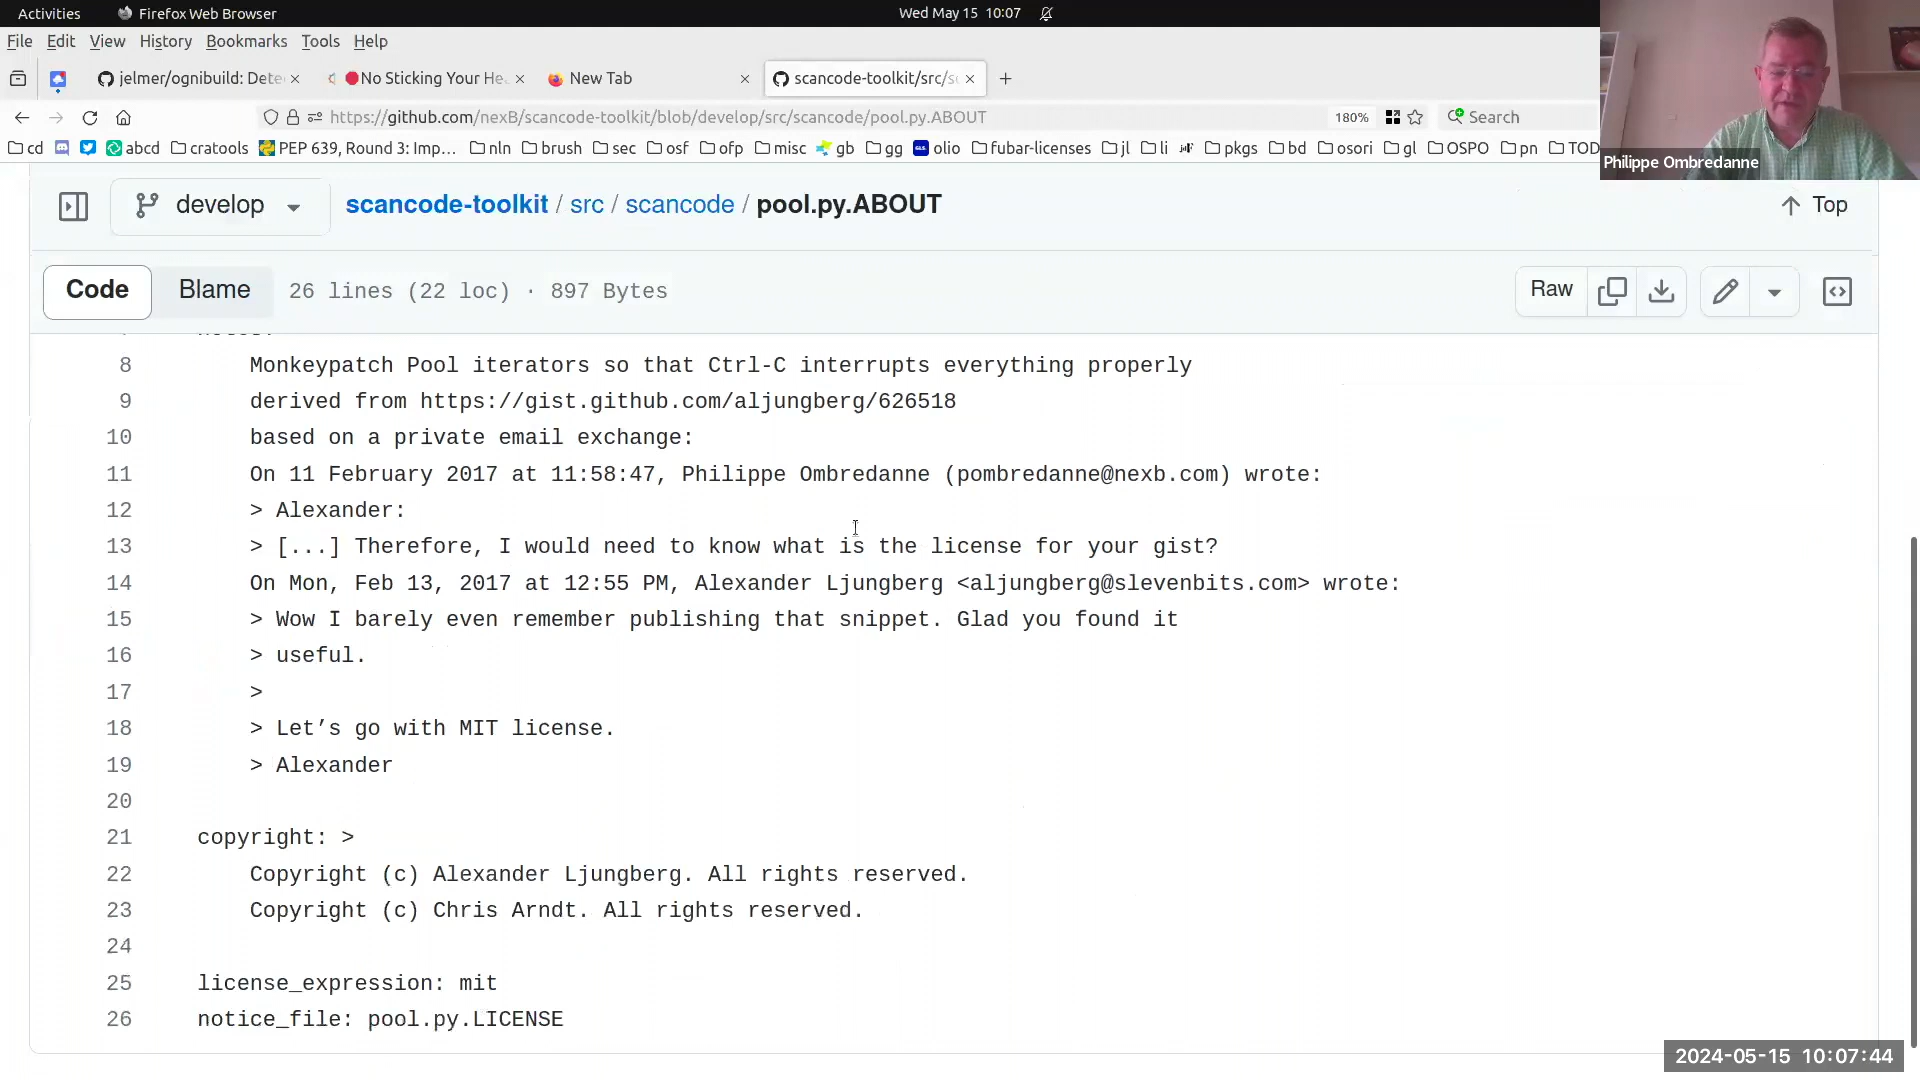 Activities Firefox Web Browser Wed May 15 10:07
File Edit View History Bookmarks Tools Help
jelmer/ognibuild: Dete No Sticking Your He New Tab scancode-toolkit/src/s
https://github.com/nexB/scancode-toolkit/blob/develop/src/scancode/pool.py.ABOUT 180% Search
cd abcd cratools PEP 639, Round 3: Imp... nln brush sec osf ofp misc gb gg olio fubar-licenses jl li pkgs bd osori gl OSPO pn TOD
Philippe Ombredanne
develop scancode-toolkit / src / scancode / pool.py.ABOUT Top
Code Blame 26 lines (22 loc) · 897 Bytes Raw
8 Monkeypatch Pool iterators so that Ctrl-C interrupts everything properly
9 derived from https://gist.github.com/aljungberg/626518
10 based on a private email exchange:
11 On 11 February 2017 at 11:58:47, Philippe Ombredanne (pombredanne@nexb.com) wrote:
12 > Alexander:
13 > [...] Therefore, I would need to know what is the license for your gist?
14 On Mon, Feb 13, 2017 at 12:55 PM, Alexander Ljungberg <aljungberg@slevenbits.com> wrote:
15 > Wow I barely even remember publishing that snippet. Glad you found it
16 > useful.
17 >
18 > Let’s go with MIT license.
19 > Alexander
20
21 copyright: >
22 Copyright (c) Alexander Ljungberg. All rights reserved.
23 Copyright (c) Chris Arndt. All rights reserved.
24
25 license_expression: mit
26 notice_file: pool.py.LICENSE
2024-05-15 10:07:44